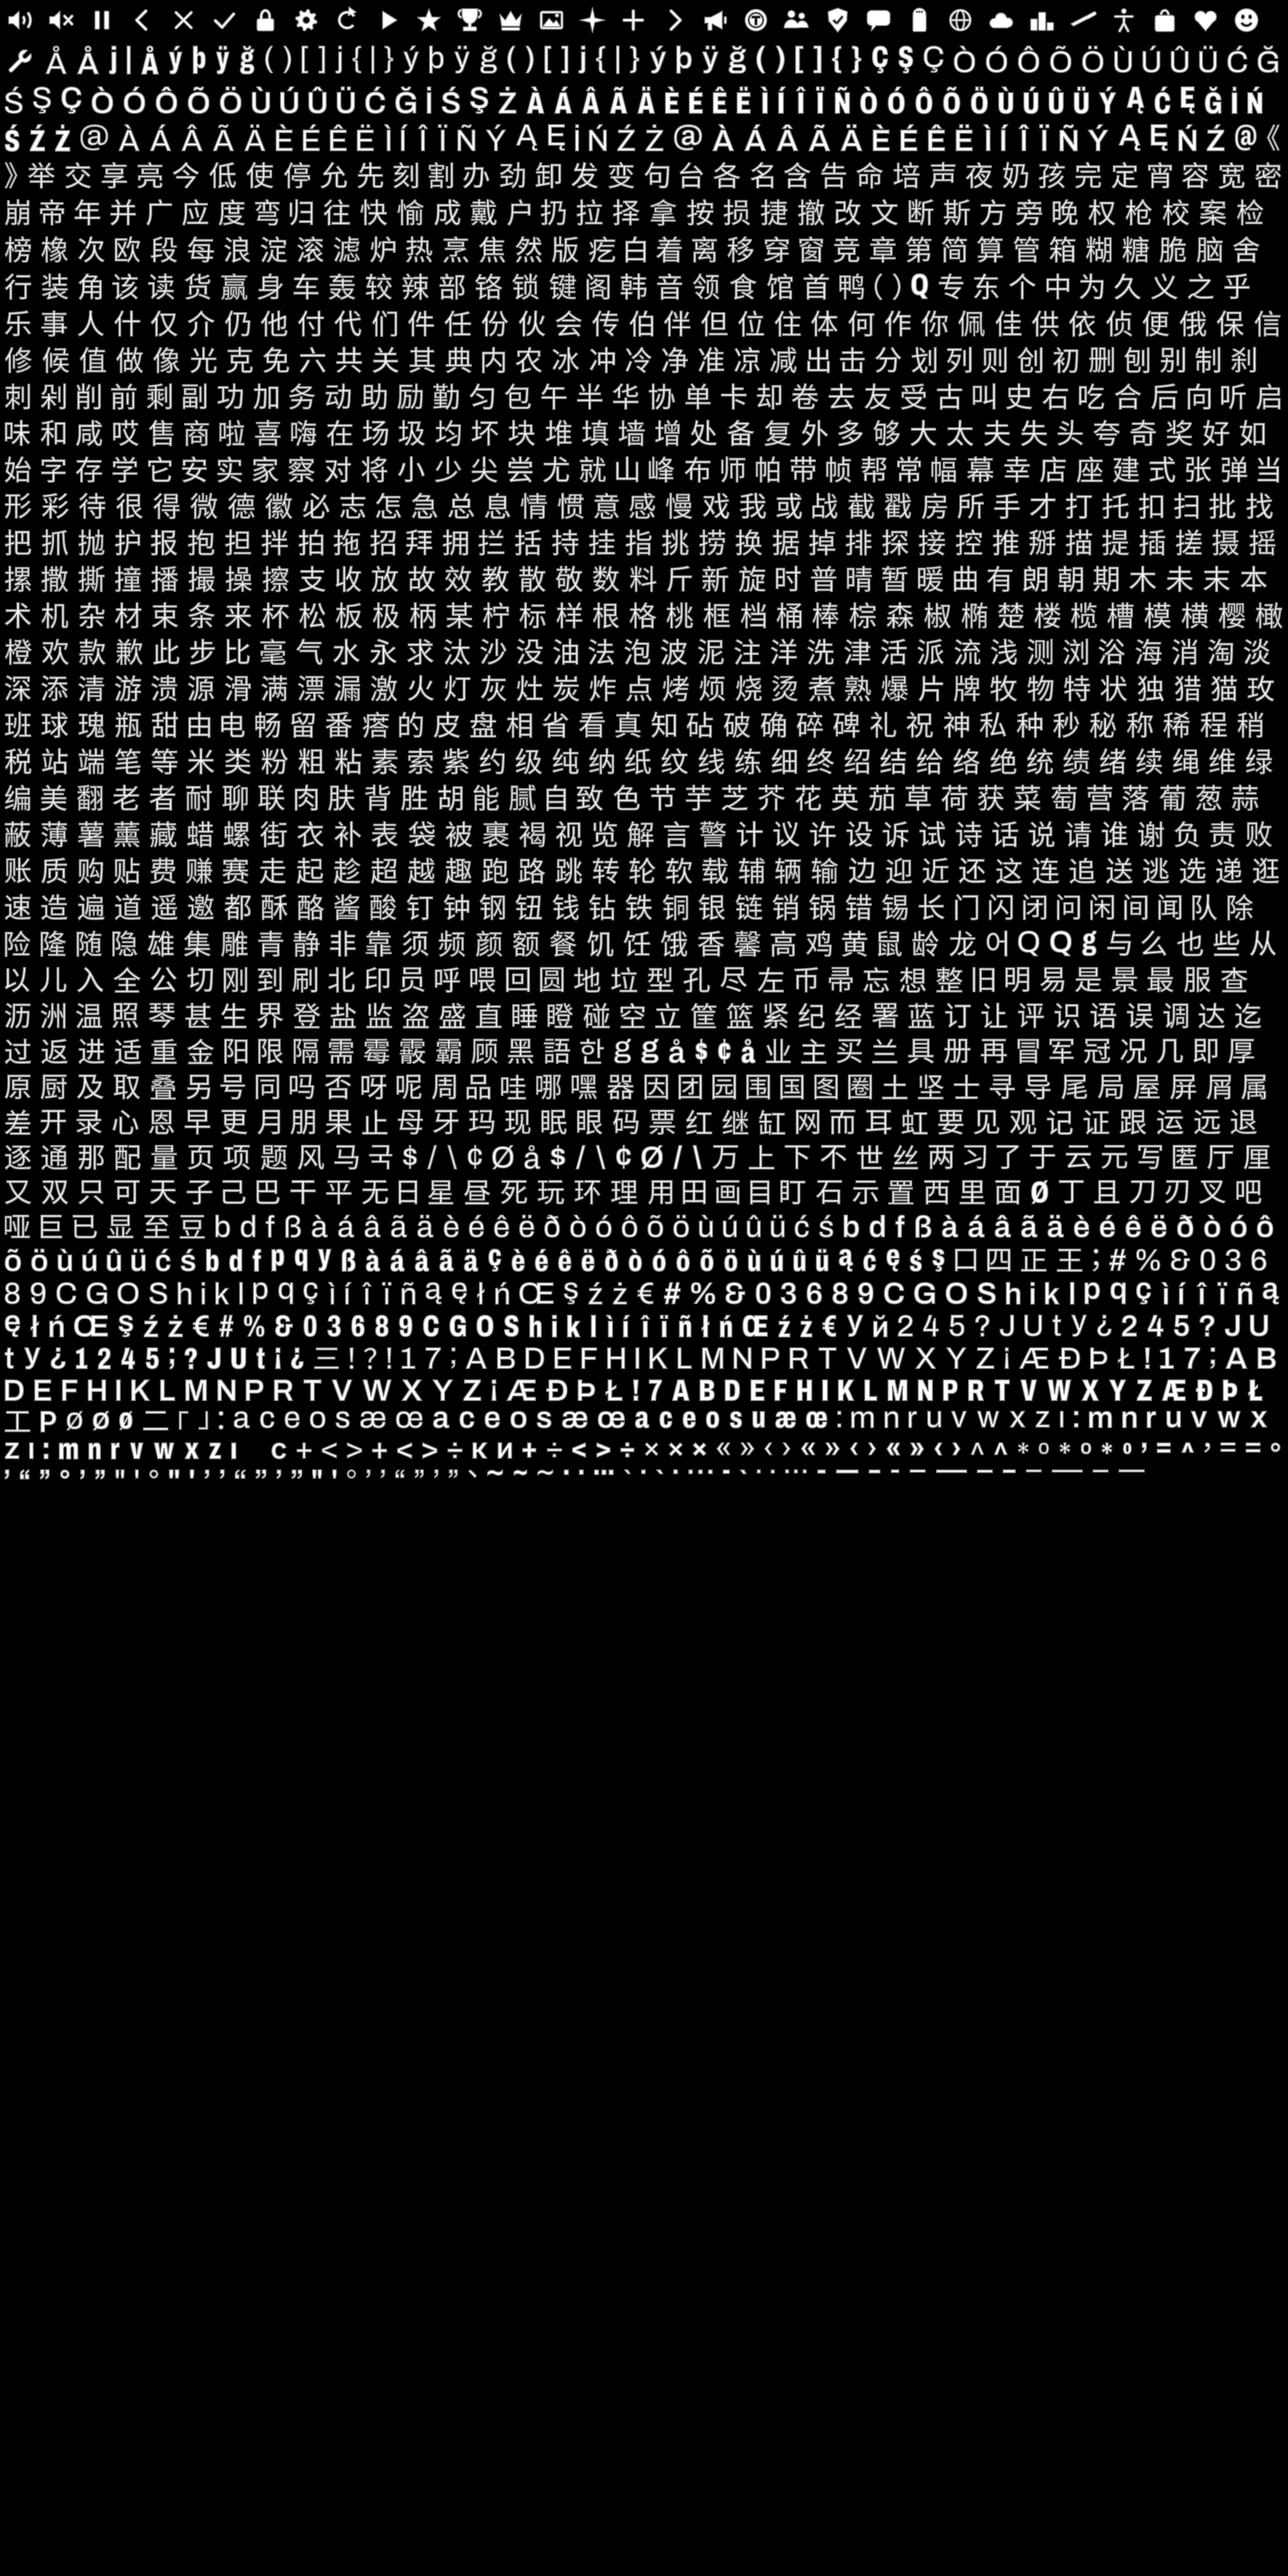 Å Å j | Å ý þ ÿ ğ ( ) [ ] j { | } ý þ ÿ ğ ( ) [ ] j { | } ý þ ÿ ğ ( ) [ ] { } Ç Ş Ç Ò Ó Ô Õ Ö Ù Ú Û Ü Ć Ğ
Ś Ş Ç Ò Ó Ô Õ Ö Ù Ú Û Ü Ć Ğ İ Ś Ş Ż À Á Â Ã Ä È É Ê Ë Ì Í Î Ï Ñ Ò Ó Ô Õ Ö Ù Ú Û Ü Ý Ą Ć Ę Ğ İ Ń
Ś Ź Ż @ À Á Â Ã Ä È É Ê Ë Ì Í Î Ï Ñ Ý Ą Ę İ Ń Ź Ż @ À Á Â Ã Ä È É Ê Ë Ì Í Î Ï Ñ Ý Ą Ę Ń Ź @ 《
》 举 交 享 亮 今 低 使 停 允 先 刻 割 办 劲 卸 发 变 句 台 各 名 含 告 命 培 声 夜 奶 孩 完 定 宵 容 宽 密
崩 帝 年 并 广 应 度 弯 归 往 快 愉 成 戴 户 扔 拉 择 拿 按 损 捷 撤 改 文 断 斯 方 旁 晚 权 枪 校 案 检
榜 橡 次 欧 段 每 浪 淀 滚 滤 炉 热 烹 焦 然 版 疙 白 着 离 移 穿 窗 竞 章 第 简 算 管 箱 糊 糖 脆 脑 舍
行 装 角 该 读 货 赢 身 车 轰 较 辣 部 铬 锁 键 阁 韩 音 领 食 馆 首 鸭 ( ) Q 专 东 个 中 为 久 义 之 乎
乐 事 人 什 仅 介 仍 他 付 代 们 件 任 份 伙 会 传 伯 伴 但 位 住 体 何 作 你 佩 佳 供 依 侦 便 俄 保 信
修 候 值 做 像 光 克 免 六 共 关 其 典 内 农 冰 冲 冷 净 准 凉 减 出 击 分 划 列 则 创 初 删 刨 别 制 刹
刺 剁 削 前 剩 副 功 加 务 动 助 励 勤 匀 包 午 半 华 协 单 卡 却 卷 去 友 受 古 叫 史 右 吃 合 后 向 听 启
味 和 咸 哎 售 商 啦 喜 嗨 在 场 圾 均 坏 块 堆 填 墙 增 处 备 复 外 多 够 大 太 夫 失 头 夸 奇 奖 好 如
始 字 存 学 它 安 实 家 察 对 将 小 少 尖 尝 尤 就 山 峰 布 师 帕 带 帧 帮 常 幅 幕 幸 店 座 建 式 张 弹 当
形 彩 待 很 得 微 德 徽 必 志 怎 急 总 息 情 惯 意 感 慢 戏 我 或 战 截 戳 房 所 手 才 打 托 扣 扫 批 找
把 抓 抛 护 报 抱 担 拌 拍 拖 招 拜 拥 拦 括 持 挂 指 挑 捞 换 据 掉 排 探 接 控 推 掰 描 提 插 搓 摄 摇
摞 撒 撕 撞 播 撮 操 擦 支 收 放 故 效 教 散 敬 数 料 斤 新 旋 时 普 晴 暂 暖 曲 有 朗 朝 期 木 未 末 本
术 机 杂 材 束 条 来 杯 松 板 极 柄 某 柠 标 样 根 格 桃 框 档 桶 棒 棕 森 椒 椭 楚 楼 榄 槽 模 横 樱 橄
橙 欢 款 歉 此 步 比 毫 气 水 永 求 汰 沙 没 油 法 泡 波 泥 注 洋 洗 津 活 派 流 浅 测 浏 浴 海 消 淘 淡
深 添 清 游 溃 源 滑 满 漂 漏 激 火 灯 灰 灶 炭 炸 点 烤 烦 烧 烫 煮 熟 爆 片 牌 牧 物 特 状 独 猎 猫 玫
班 球 瑰 瓶 甜 由 电 畅 留 番 瘩 的 皮 盘 相 省 看 真 知 砧 破 确 碎 碑 礼 祝 神 私 种 秒 秘 称 稀 程 稍
税 站 端 笔 等 米 类 粉 粗 粘 素 索 紫 约 级 纯 纳 纸 纹 线 练 细 终 绍 结 给 络 绝 统 绩 绪 续 绳 维 绿
编 美 翻 老 者 耐 聊 联 肉 肤 背 胜 胡 能 腻 自 致 色 节 芋 芝 芥 花 英 茄 草 荷 获 菜 萄 营 落 葡 葱 蒜
蔽 薄 薯 薰 藏 蜡 螺 街 衣 补 表 袋 被 裹 褐 视 览 解 言 警 计 议 许 设 诉 试 诗 话 说 请 谁 谢 负 责 败
账 质 购 贴 费 赚 赛 走 起 趁 超 越 趣 跑 路 跳 转 轮 软 载 辅 辆 输 边 迎 近 还 这 连 追 送 逃 选 递 逛
速 造 遍 道 遥 邀 都 酥 酪 酱 酸 钉 钟 钢 钮 钱 钻 铁 铜 银 链 销 锅 错 锡 长 门 闪 闭 问 闲 间 闻 队 除
险 隆 随 隐 雄 集 雕 青 静 非 靠 须 频 颜 额 餐 饥 饪 饿 香 馨 高 鸡 黄 鼠 龄 龙 어 Q Q g 与 么 也 些 从
以 儿 入 全 公 切 刚 到 刷 北 印 员 呼 喂 回 圆 地 垃 型 孔 尽 左 币 帚 忘 想 整 旧 明 易 是 景 最 服 查
沥 洲 温 照 琴 甚 生 界 登 盐 监 盗 盛 直 睡 瞪 碰 空 立 筐 篮 紧 纪 经 署 蓝 订 让 评 识 语 误 调 达 迄
过 返 进 适 重 金 阳 限 隔 需 霉 霰 霸 顾 黑 語 한 g g å $ ¢ å 业 主 买 兰 具 册 再 冒 军 冠 况 几 即 厚
原 厨 及 取 叠 另 号 同 吗 否 呀 呢 周 品 哇 哪 嘿 器 因 团 园 围 国 图 圈 土 坚 士 寻 导 尾 局 屋 屏 屑 属
差 开 录 心 恩 早 更 月 朋 果 止 母 牙 玛 现 眠 眼 码 票 红 继 缸 网 而 耳 虹 要 见 观 记 证 跟 运 远 退
逐 通 那 配 量 页 项 题 风 马 국 $ / \ ¢ Ø å $ / \ ¢ Ø / \ 万 上 下 不 世 丝 两 习 了 于 云 元 写 匿 厅 厘
又 双 只 可 天 子 己 巴 干 平 无 日 星 昼 死 玩 环 理 用 田 画 目 盯 石 示 置 西 里 面 Ø 丁 且 刀 刃 叉 吧
哑 巨 已 显 至 豆 b d f ß à á â ã ä è é ê ë ð ò ó ô õ ö ù ú û ü ć ś b d f ß à á â ã ä è é ê ë ð ò ó ô
õ ö ù ú û ü ć ś b d f p q y ß à á â ã ä ç è é ê ë ð ò ó ô õ ö ù ú û ü ą ć ę ś ş 口 四 正 王 ; # % & 0 3 6
8 9 C G O S h i k l p q ç ì í î ï ñ ą ę ł ń Œ ş ź ż € # % & 0 3 6 8 9 C G O S h i k l p q ç ì í î ï ñ ą
ę ł ń Œ ş ź ż € # % & 0 3 6 8 9 C G O S h i k l ì í î ï ñ ł ń Œ ź ż € y й 2 4 5 ? J U t y ¿ 2 4 5 ? J U
t y ¿ 1 2 4 5 ; ? J U t ¡ ¿ 三 ! ? ! 1 7 ; A B D E F H I K L M N P R T V W X Y Z ¡ Æ Đ Þ Ł ! 1 7 ; A B
D E F H I K L M N P R T V W X Y Z ¡ Æ Đ Þ Ł ! 7 A B D E F H I K L M N P R T V W X Y Z Æ Đ Þ Ł
工 Р ø ø ø 二 「 」 : a c e o s æ œ a c e o s æ œ a c e o s u æ œ : m n r u v w x z ı : m n r u v w x
z ı : m n r v w x z ı с + < > + < > ÷ к и + ÷ < > ÷ × × × « » ‹ › « » ‹ › « » ‹ › ^ ^ * º * º * º ’ = ^ ’ = = °